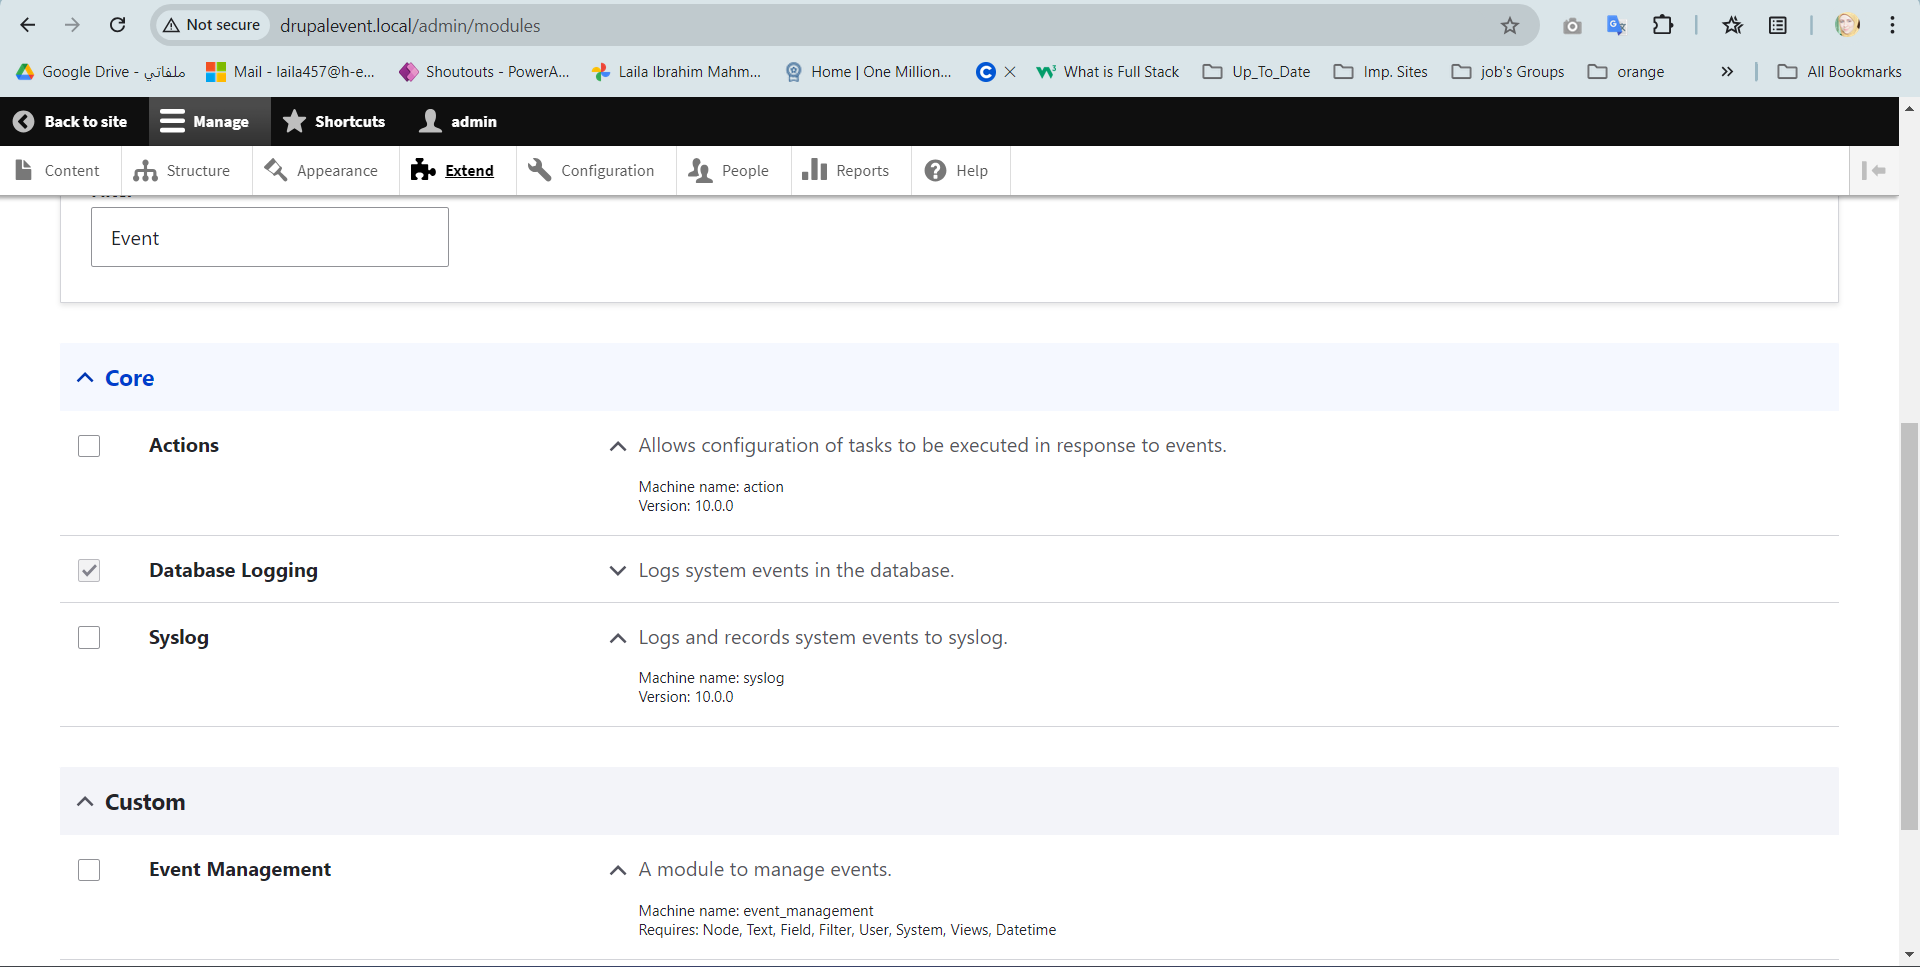 Not secure drupalevent.local/admin/modules
Google Drive - ملفاتي Mail - laila457@h-e... Shoutouts - PowerA... Laila Ibrahim Mahm... Home | One Million... What is Full Stack Up_To_Date Imp. Sites job's Groups orange » All Bookmarks
Back to site Manage Shortcuts admin
Content Structure Appearance Extend Configuration People Reports Help
Event
Core
Actions Allows configuration of tasks to be executed in response to events.
Machine name: action
Version: 10.0.0
Database Logging Logs system events in the database.
Syslog Logs and records system events to syslog.
Machine name: syslog
Version: 10.0.0
Custom
Event Management A module to manage events.
Machine name: event_management
Requires: Node, Text, Field, Filter, User, System, Views, Datetime